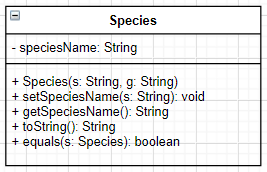 Species
- speciesName: String
+ Species(s: String, g: String)
+ setSpeciesName(s: String): void
+ getSpeciesName(): String
+ toString(): String
+ equals(s: Species): boolean